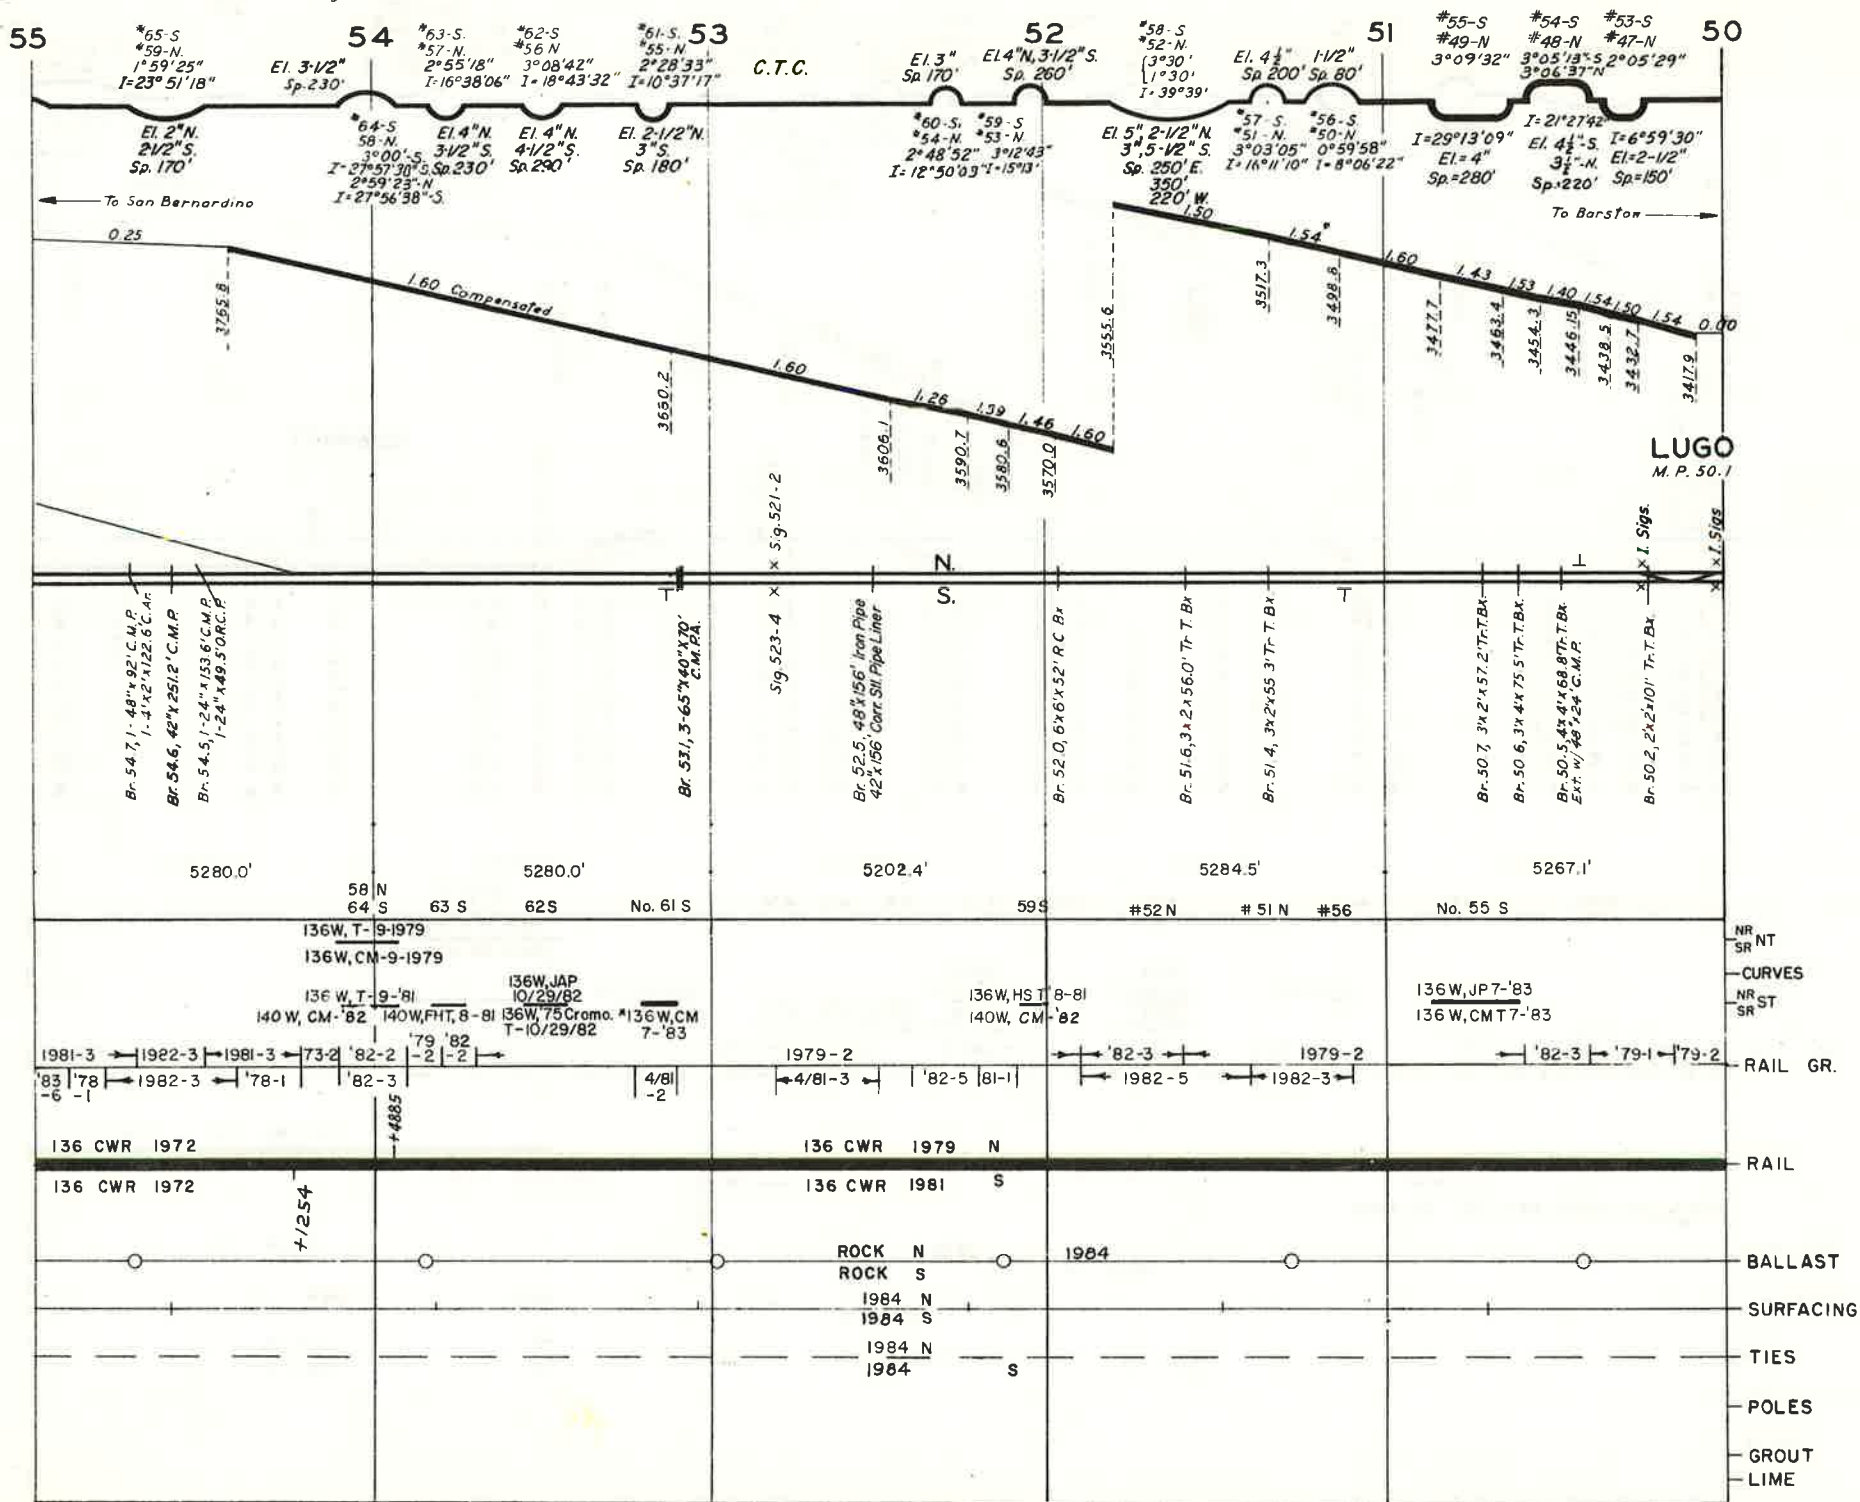 55
54
53
52
51
50
#65-S
#59-N.
1°59'25"
I=23°51'18"
El. 2"N.
2-1/2"S.
Sp. 170'
El. 3-1/2"
Sp. 230'
#64-S
58-N.
3°00'-S.
I=27°57'38"S.
2°59'23"-N
I=27°56'38"-S.
#63-S.
#57-N.
2°55'18"
I=16°38'06"
El. 4"N.
3-1/2"S.
Sp. 230'
#62-S
#56 N
3°08'42"
I=18°43'32"
El. 4"N.
4-1/2"S.
Sp. 290'
#61-S.
#55-N.
2°28'33"
I=10°37'17"
El. 2-1/2"N.
3"S.
Sp. 180'
C.T.C.
El. 3"
Sp. 170'
#60-S.
#54-N.
2°48'52"
I=12°50'03"
El. 4"N, 3-1/2"S.
Sp. 260'
#59-S
#53-N.
3°12'43"
I=15°13'
#58-S
#52-N.
3°30'
1°30'
I=39°39'
El. 5", 2-1/2"N.
3", 5-1/2"S.
Sp. 250' E.
350'
220' W.
El. 4½"
Sp. 200'
#57-S.
#51-N.
3°03'05"
I=16°11'10"
1-1/2"
Sp. 80'
#56-S.
#50-N
0°59'58"
I=8°06'22"
#55-S
#49-N
3°09'32"
I=29°13'09"
El.=4"
Sp.=280'
#54-S
#48-N
3°05'13"-S
3°06'37"N
I=21°27'42"
El. 4½"-S.
3½"-N.
Sp.=220'
#53-S
#47-N
2°05'29"
I=6°59'30"
El.=2-1/2"
Sp.=150'
To San Bernardino
To Barstow
0.25
1.60 Compensated
1.60
1.26
1.39
1.46
1.60
1.50
1.54
1.60
1.43
1.53
1.40
1.54
1.50
1.54
0.00
3765.8
3650.2
3606.1
3590.7
3580.6
3570.0
3555.6
3517.3
3498.8
3477.7
3463.4
3454.3
3446.15
3438.5
3432.7
3417.9
LUGO
M.P. 50.1
Sig. 521-2
Sig. 523-4
I. Sigs.
I. Sigs
N.
S.
Br. 54.7, 1-48"x92' C.M.P.
1-4'x2'x122.6'C.Ar.
Br. 54.6, 42"x251.2' C.M.P.
Br. 54.5, 1-24"x153.6'C.M.P.
1-24"x49.5'O.R.C.P.
Br. 53.1, 3-65"X40"X70'
C.M.P.A.
Br. 52.5, 48"x156' Iron Pipe
42"x156' Corr. Stl. Pipe Liner
Br. 52.0, 6'x6'x52' R.C Bx
Br. 51.6, 3x2x56.0' Tr T. Bx
Br. 51.4, 3'x2'x55 3' Tr T. Bx.
Br. 50.7, 3'x2'x57.2'Tr.T.Bx.
Br. 50 6, 3'x4'x75 5'Tr.T.Bx.
Br. 50.5, 4'x4'x68.8'Tr.T.Bx.
Ext. w/ 48"x24' C.M.P.
Br. 50.2, 2'x2'x101' Tr.T.Bx.
5280.0'
5280.0'
5202.4'
5284.5'
5267.1'
58 N
64 S
63 S
62S
No. 61 S
59S
#52 N
#51 N
#56
No. 55 S
136W, T-9-1979
136W, CM-9-1979
136 W, T-9-'81
140 W, CM-'82
140W, FHT, 8-81
136W, JAP
10/29/82
136W, '75 Cromo.
T-10/29/82
*136W, CM
7-'83
136W, HS T '8-81
140W, CM-'82
136 W, JP 7-'83
136 W, CMT 7-'83
NR
SR NT
CURVES
NR
SR ST
1981-3
1982-3
1981-3
'73-2
'82-2
'79
-2
'82
-2
1979-2
'82-3
1979-2
'82-3
'79-1
'79-2
RAIL GR.
'83
-6
'78
-1
1982-3
'78-1
'82-3
4/81
-2
4/81-3
'82-5
81-1
1982-5
1982-3
+4885
136 CWR 1972
136 CWR 1979 N
RAIL
136 CWR 1972
136 CWR 1981 S
+1254
ROCK N
1984
BALLAST
ROCK S
1984 N
SURFACING
1984 S
1984 N
TIES
1984 S
POLES
GROUT
LIME